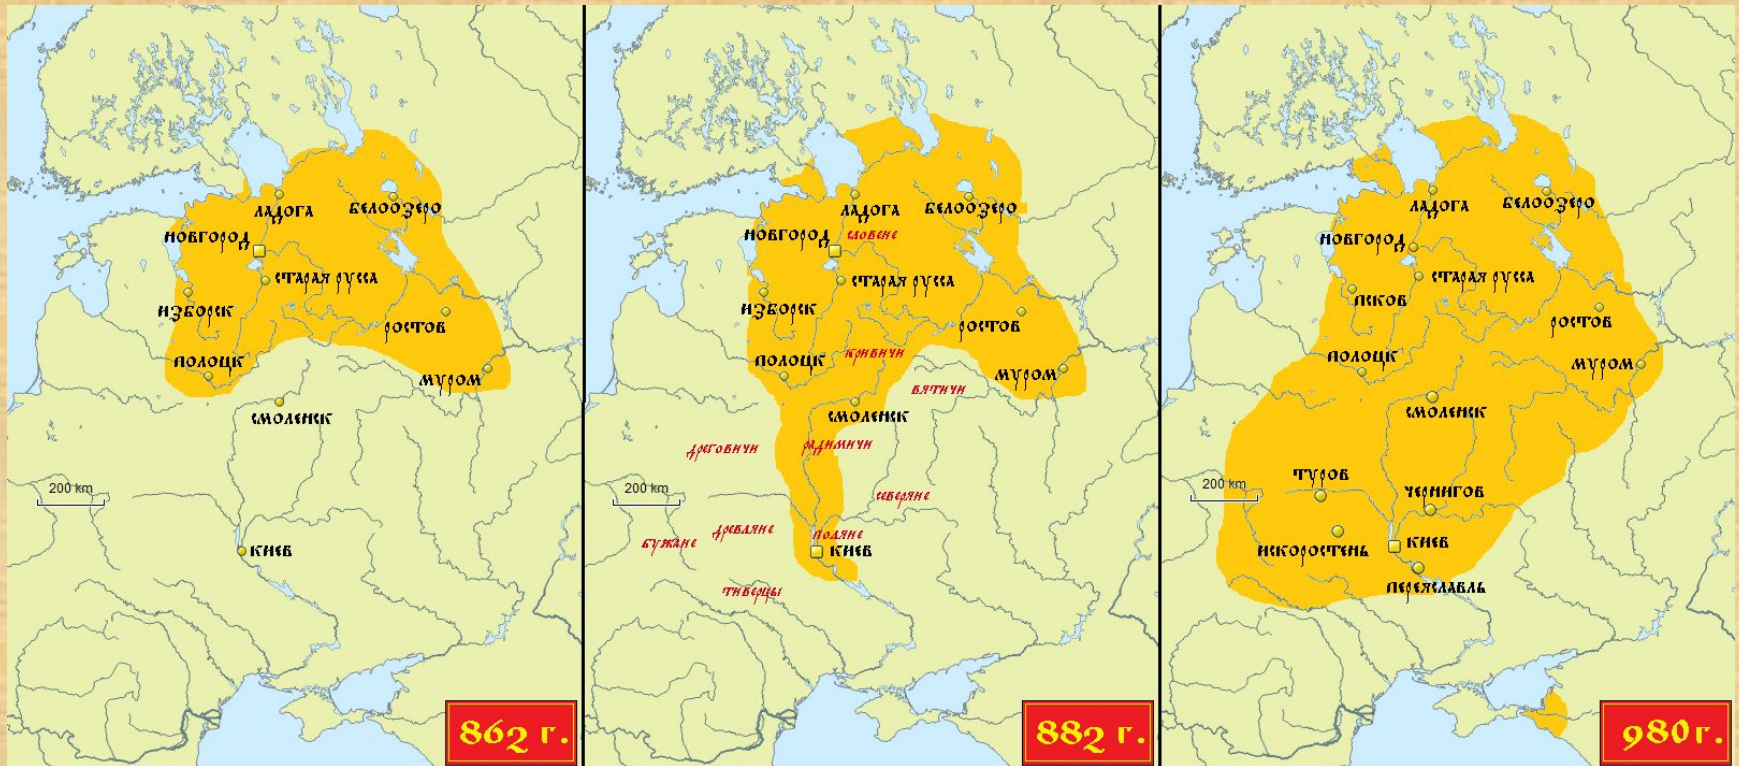 ЛАДОГА
БЕЛООЗЕРО
НОВГОРОД
СТАРАЯ РУССА
ИЗБОРСК
РОСТОВ
ПОЛОЦК
МУРОМ
СМОЛЕНСК
200 km
КИЕВ
862 г.
ЛАДОГА
БЕЛООЗЕРО
НОВГОРОД
СЛОВЕНЕ
СТАРАЯ РУССА
ИЗБОРСК
РОСТОВ
КРИВИЧИ
ПОЛОЦК
МУРОМ
ВЯТИЧИ
СМОЛЕНСК
ДРЕГОВИЧИ
РАДИМИЧИ
200 km
СЕВЕРЯНЕ
ДРЕВЛЯНЕ
ПОЛЯНЕ
БУЖАНЕ
КИЕВ
ТИВЕРЦЫ
882 г.
ЛАДОГА
БЕЛООЗЕРО
НОВГОРОД
СТАРАЯ РУССА
ПСКОВ
РОСТОВ
ПОЛОЦК
МУРОМ
СМОЛЕНСК
ТУРОВ
200 km
ЧЕРНИГОВ
ИСКОРОСТЕНЬ
КИЕВ
ПЕРЕЯСЛАВЛЬ
980 г.